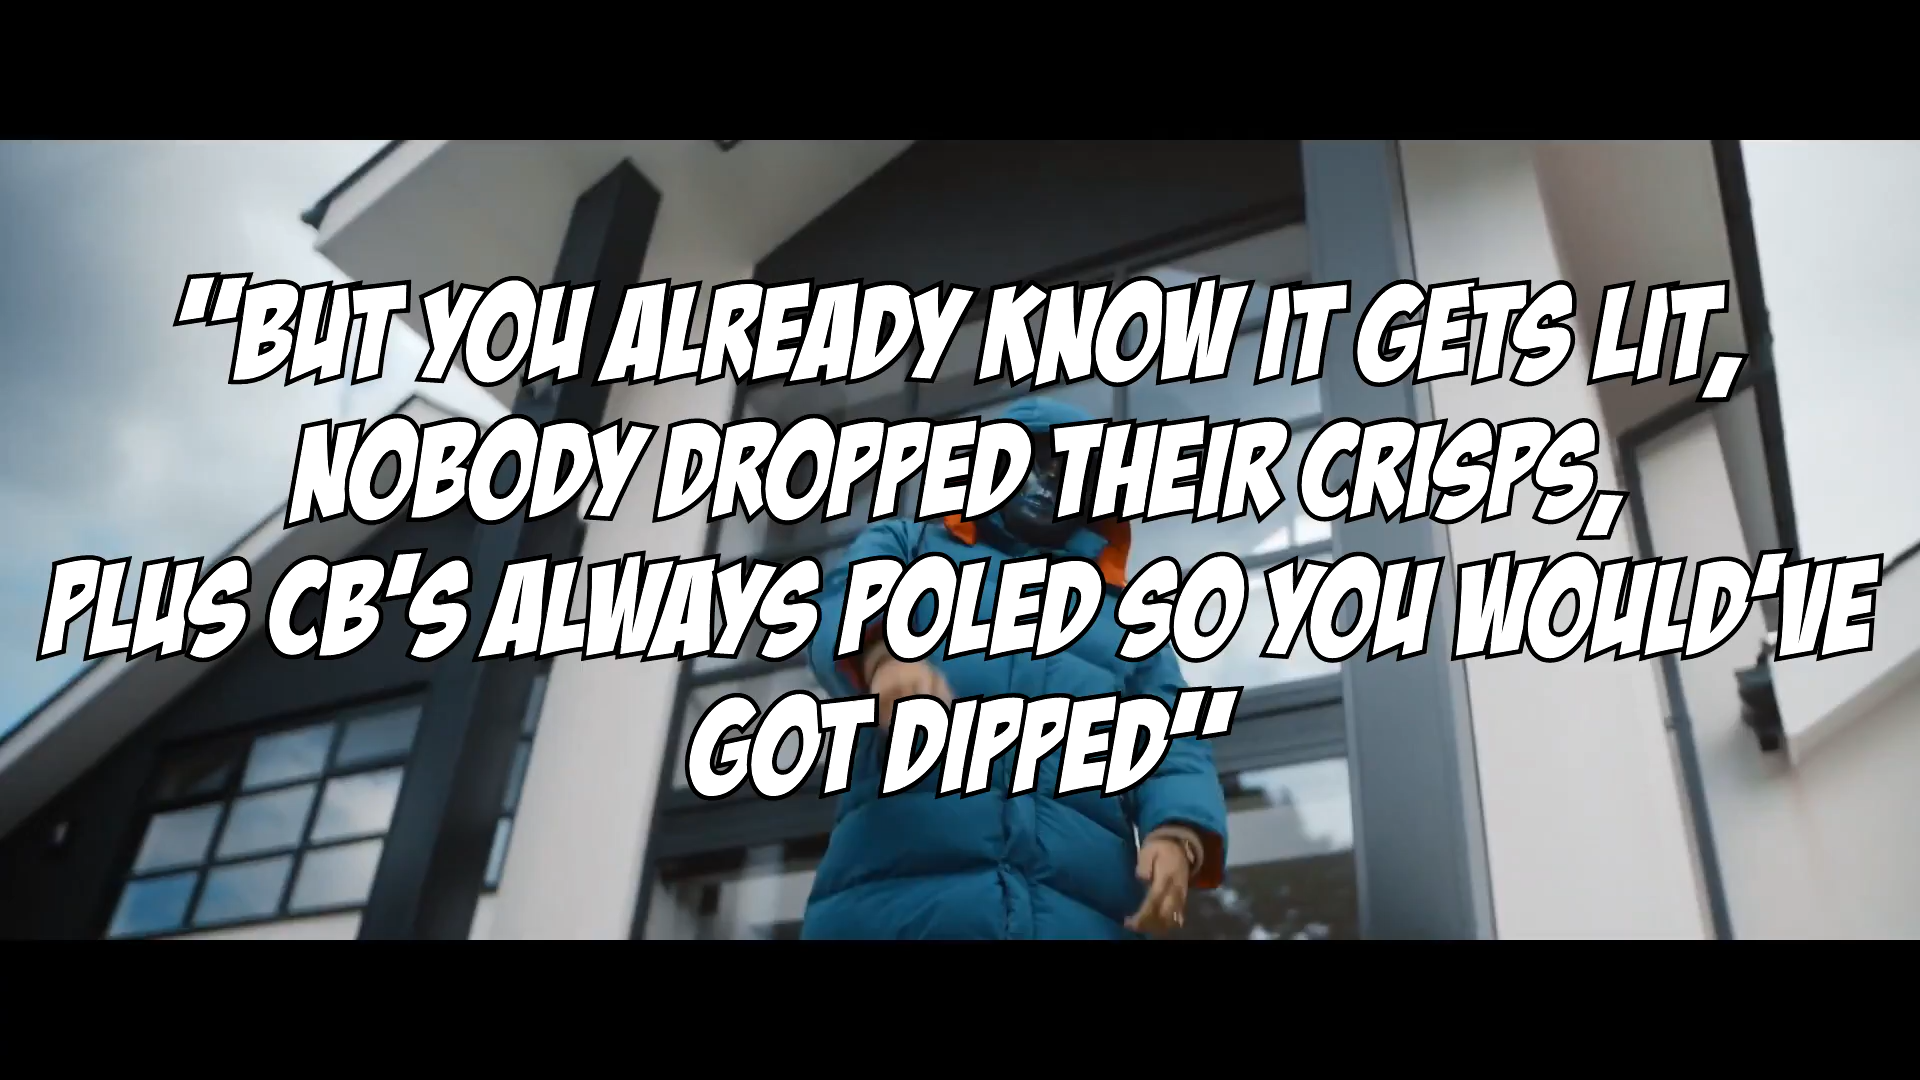 "BUT YOU ALREADY KNOW IT GETS LIT,
NOBODY DROPPED THEIR CRISPS,
PLUS CB'S ALWAYS POLED SO YOU WOULD'VE
GOT DIPPED"